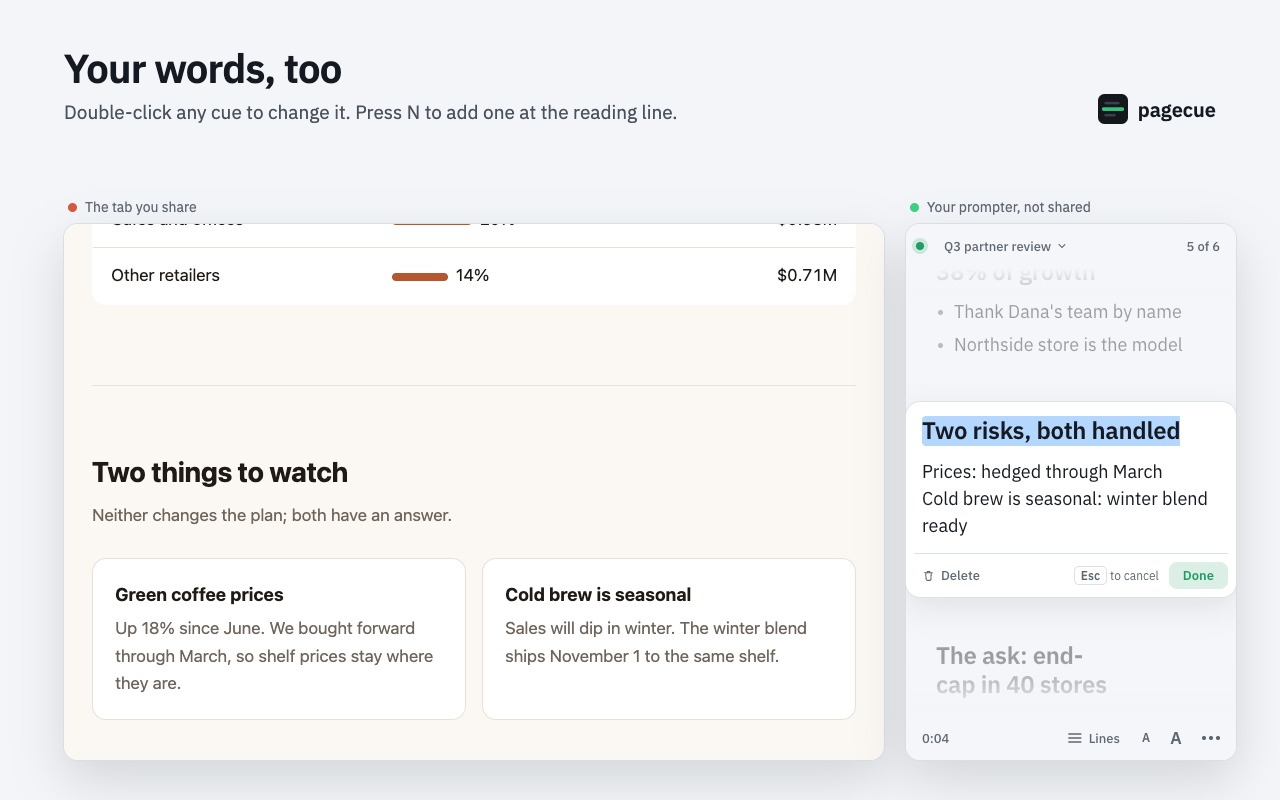 Your words, too
Double-click any cue to change it. Press N to add one at the reading line.
pagecue
The tab you share
Other retailers 14% $0.71M
Two things to watch
Neither changes the plan; both have an answer.
Green coffee prices
Up 18% since June. We bought forward
through March, so shelf prices stay where
they are.
Cold brew is seasonal
Sales will dip in winter. The winter blend
ships November 1 to the same shelf.
Your prompter, not shared
Q3 partner review 5 of 6
38% of growth
• Thank Dana's team by name
• Northside store is the model
Two risks, both handled
Prices: hedged through March
Cold brew is seasonal: winter blend
ready
Delete Esc to cancel Done
The ask: end-
cap in 40 stores
0:04 Lines A A